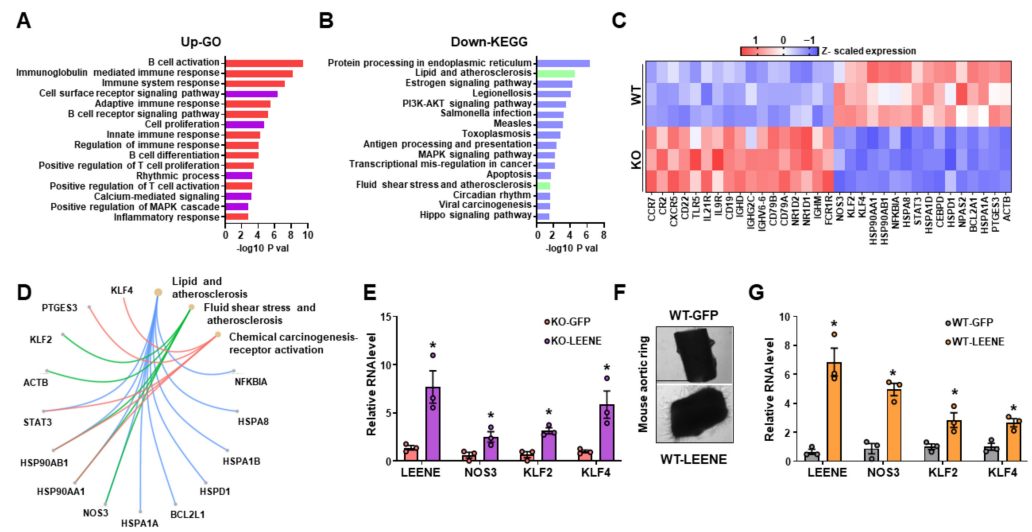 A
Up-GO
B cell activation
Immunoglobulin mediated immune response
Immune system response
Cell surface receptor signaling pathway
Adaptive immune response
B cell receptor signaling pathway
Cell proliferation
Innate immune response
Regulation of immune response
B cell differentiation
Positive regulation of T cell proliferation
Rhythmic process
Positive regulation of T cell activation
Calcium-mediated signaling
Positive regulation of MAPK cascade
Inflammatory response
0 2 4 6 8 10
-log10 P val
B
Down-KEGG
Protein processing in endoplasmic reticulum
Lipid and atherosclerosis
Estrogen signaling pathway
Legionellosis
PI3K-AKT signaling pathway
Salmonella infection
Measles
Toxoplasmosis
Antigen processing and presentation
MAPK signaling pathway
Transcriptional mis-regulation in cancer
Apoptosis
Fluid shear stress and atherosclerosis
Circadian rhythm
Viral carcinogenesis
Hippo signaling pathway
0 2 4 6 8
-log10 P val
C
1 0 −1
Z- scaled expression
WT
KO
CCR7
CR2
CXCR5
CD22
TLR5
IL21R
IL9R
CD19
IGHD
IGHG2C
IGHV6-6
CD79B
CD79A
NR1D2
NR1D1
IGHM
FCRl1R
NOS3
KLF2
KLF4
HSP90AA1
HSP90AB1
NFKBIA
HSPA8
STAT3
HSPA1D
CEBPD
HSPD1
NPAS2
BCL2A1
HSPA1A
PTGES3
ACTB
D
KLF4
Lipid and
atherosclerosis
PTGES3
Fluid shear stress and
atherosclerosis
KLF2
Chemical carcinogenesis-
receptor activation
ACTB
NFKBIA
STAT3
HSPA8
HSP90AB1
HSPA1B
HSP90AA1
HSPD1
NOS3
HSPA1A
BCL2L1
E
KO-GFP
KO-LEENE
Relative RNA level
15
10
5
0
* * * *
LEENE NOS3 KLF2 KLF4
F
WT-GFP
Mouse aortic ring
WT-LEENE
G
WT-GFP
WT-LEENE
Relative RNA level
10
8
6
4
2
0
* * * *
LEENE NOS3 KLF2 KLF4